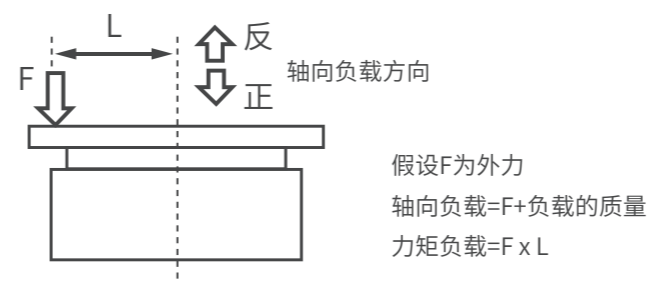 L
反
F
轴向负载方向
正
假设F为外力
轴向负载=F+负载的质量
力矩负载=F x L